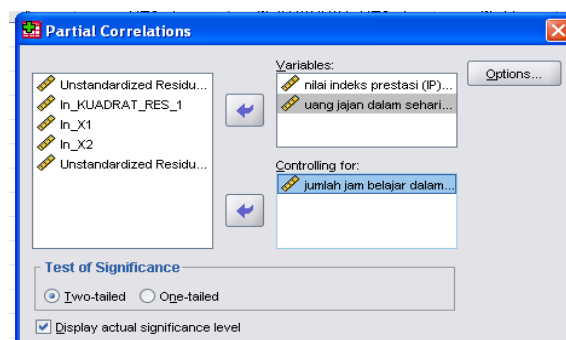 Partial Correlations
Unstandardized Residu...
ln_KUADRAT_RES_1
ln_X1
ln_X2
Unstandardized Residu...
Variables:
nilai indeks prestasi (IP)...
uang jajan dalam sehari...
Controlling for:
jumlah jam belajar dalam...
Options...
Test of Significance
Two-tailed
One-tailed
Display actual significance level